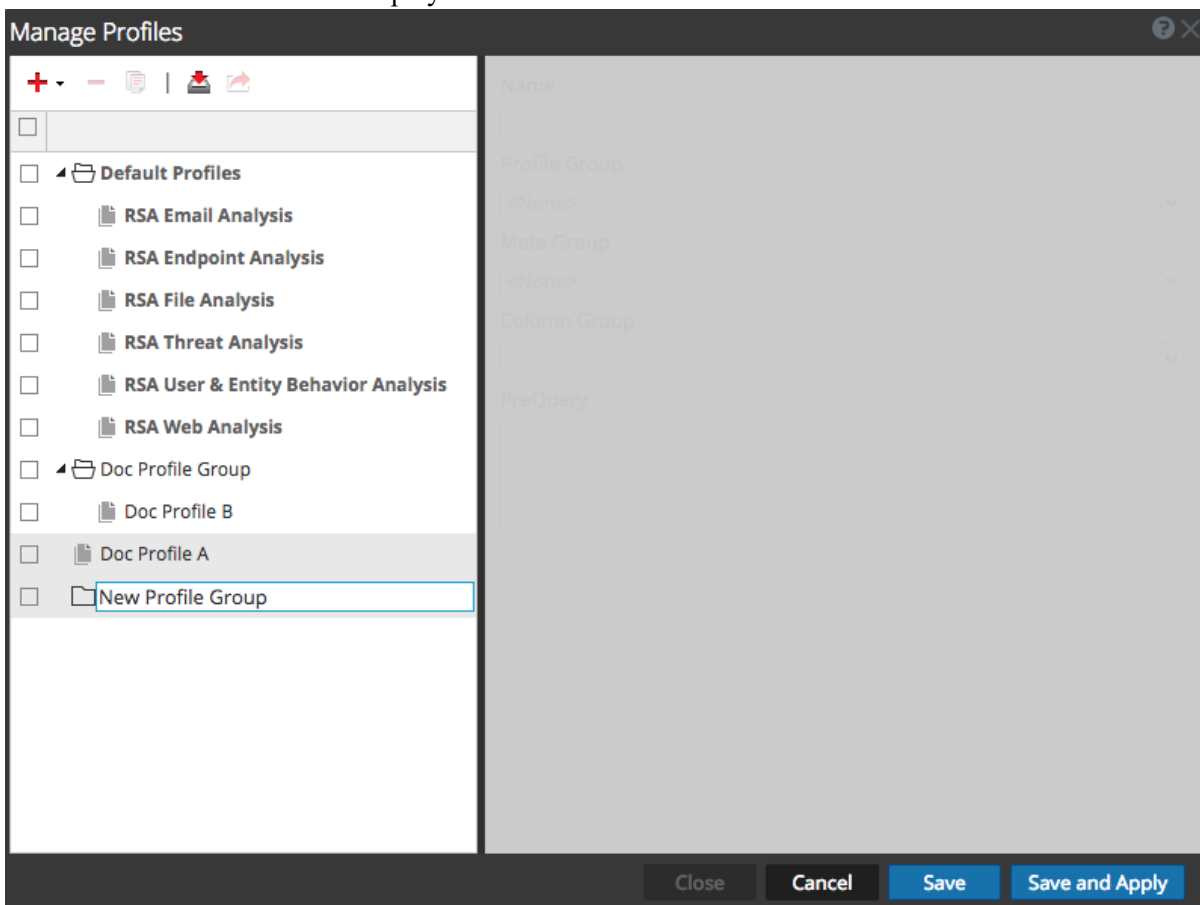 Manage Profiles
Name
Profile Group
Default Profiles
<None>
RSA Email Analysis
Meta Group
RSA Endpoint Analysis
<None>
RSA File Analysis
Column Group
RSA Threat Analysis
RSA User & Entity Behavior Analysis
PreQuery
RSA Web Analysis
Doc Profile Group
Doc Profile B
Doc Profile A
New Profile Group
Close Cancel Save Save and Apply